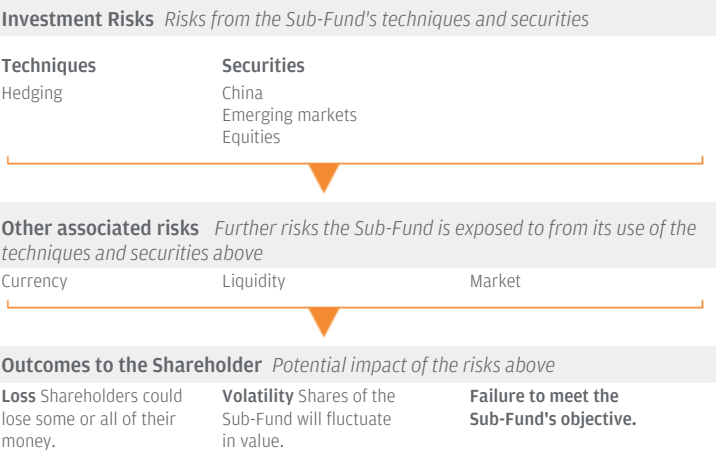 Investment Risks Risks from the Sub-Fund's techniques and securities
Techniques Securities
Hedging China
Emerging markets
Equities
Other associated risks Further risks the Sub-Fund is exposed to from its use of the
techniques and securities above
Currency Liquidity Market
Outcomes to the Shareholder Potential impact of the risks above
Loss Shareholders could
lose some or all of their
money.
Volatility Shares of the
Sub-Fund will fluctuate
in value.
Failure to meet the
Sub-Fund's objective.